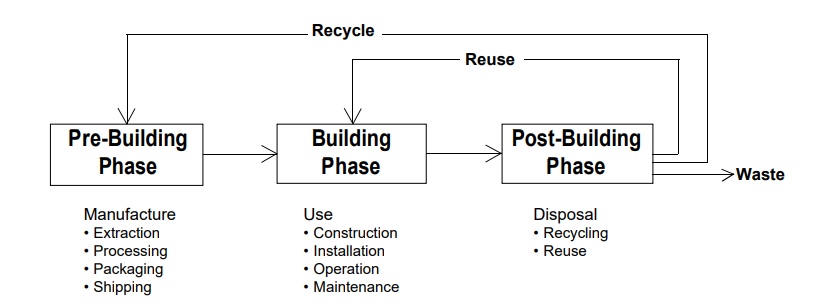 Recycle
Reuse
Pre-Building
Phase
Building
Phase
Post-Building
Phase
Waste
Manufacture
• Extraction
• Processing
• Packaging
• Shipping
Use
• Construction
• Installation
• Operation
• Maintenance
Disposal
• Recycling
• Reuse